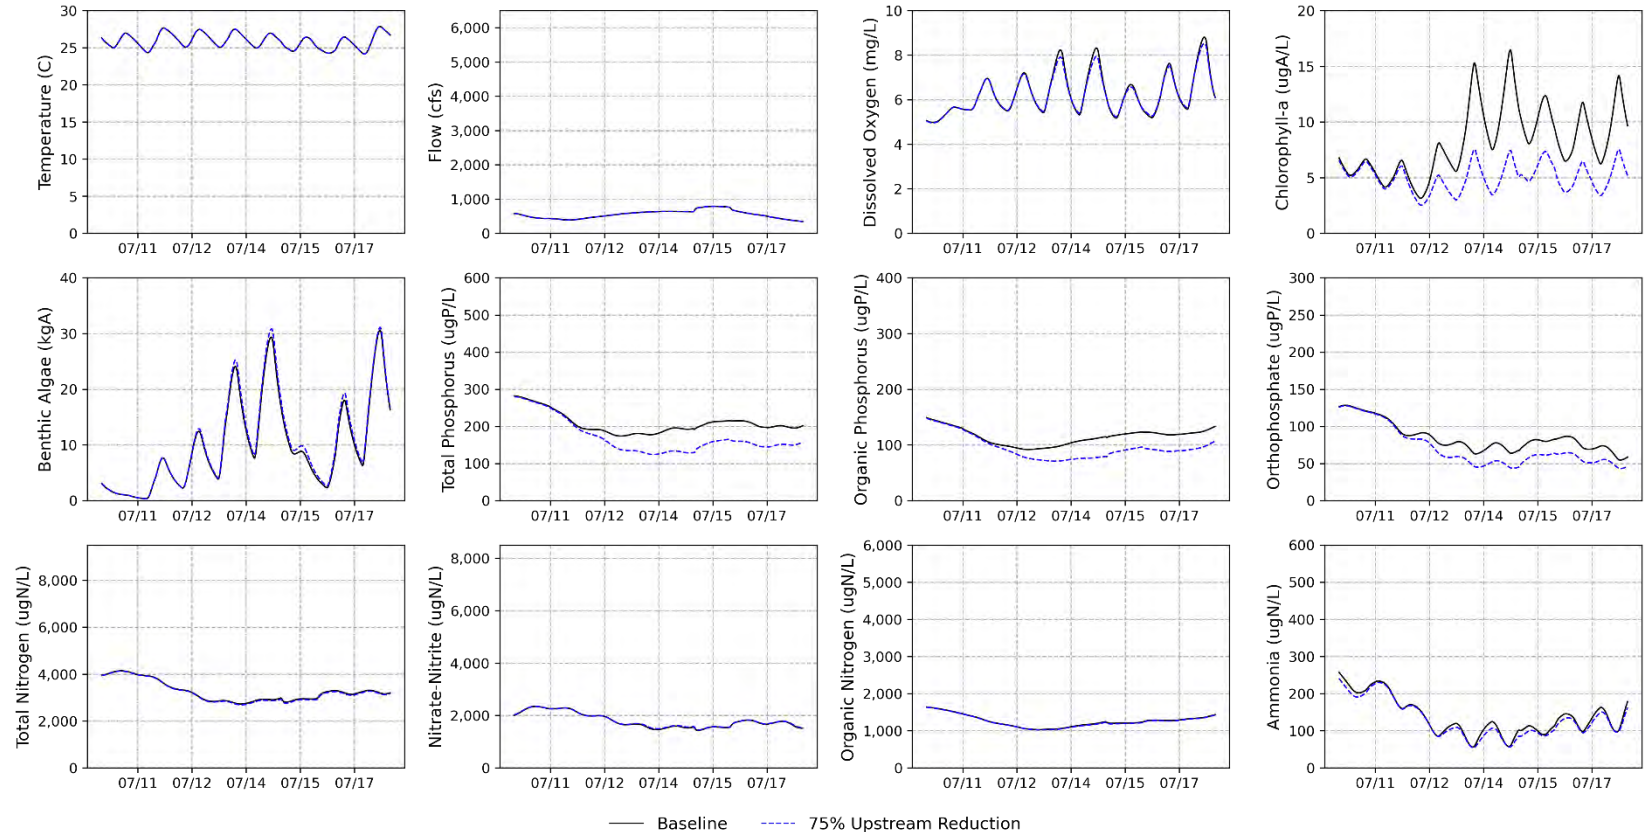 Temperature (C)
30
25
20
15
10
5
0
07/11 07/12 07/14 07/15 07/17
Flow (cfs)
6,000
5,000
4,000
3,000
2,000
1,000
0
07/11 07/12 07/14 07/15 07/17
Dissolved Oxygen (mg/L)
10
8
6
4
2
0
07/11 07/12 07/14 07/15 07/17
Chlorophyll-a (ugA/L)
20
15
10
5
0
07/11 07/12 07/14 07/15 07/17
Benthic Algae (kgA)
40
30
20
10
0
07/11 07/12 07/14 07/15 07/17
Total Phosphorus (ugP/L)
600
500
400
300
200
100
0
07/11 07/12 07/14 07/15 07/17
Organic Phosphorus (ugP/L)
400
300
200
100
0
07/11 07/12 07/14 07/15 07/17
Orthophosphate (ugP/L)
300
250
200
150
100
50
0
07/11 07/12 07/14 07/15 07/17
Total Nitrogen (ugN/L)
8,000
6,000
4,000
2,000
0
07/11 07/12 07/14 07/15 07/17
Nitrate-Nitrite (ugN/L)
8,000
6,000
4,000
2,000
0
07/11 07/12 07/14 07/15 07/17
Organic Nitrogen (ugN/L)
6,000
5,000
4,000
3,000
2,000
1,000
0
07/11 07/12 07/14 07/15 07/17
Ammonia (ugN/L)
600
500
400
300
200
100
0
07/11 07/12 07/14 07/15 07/17
Baseline
75% Upstream Reduction